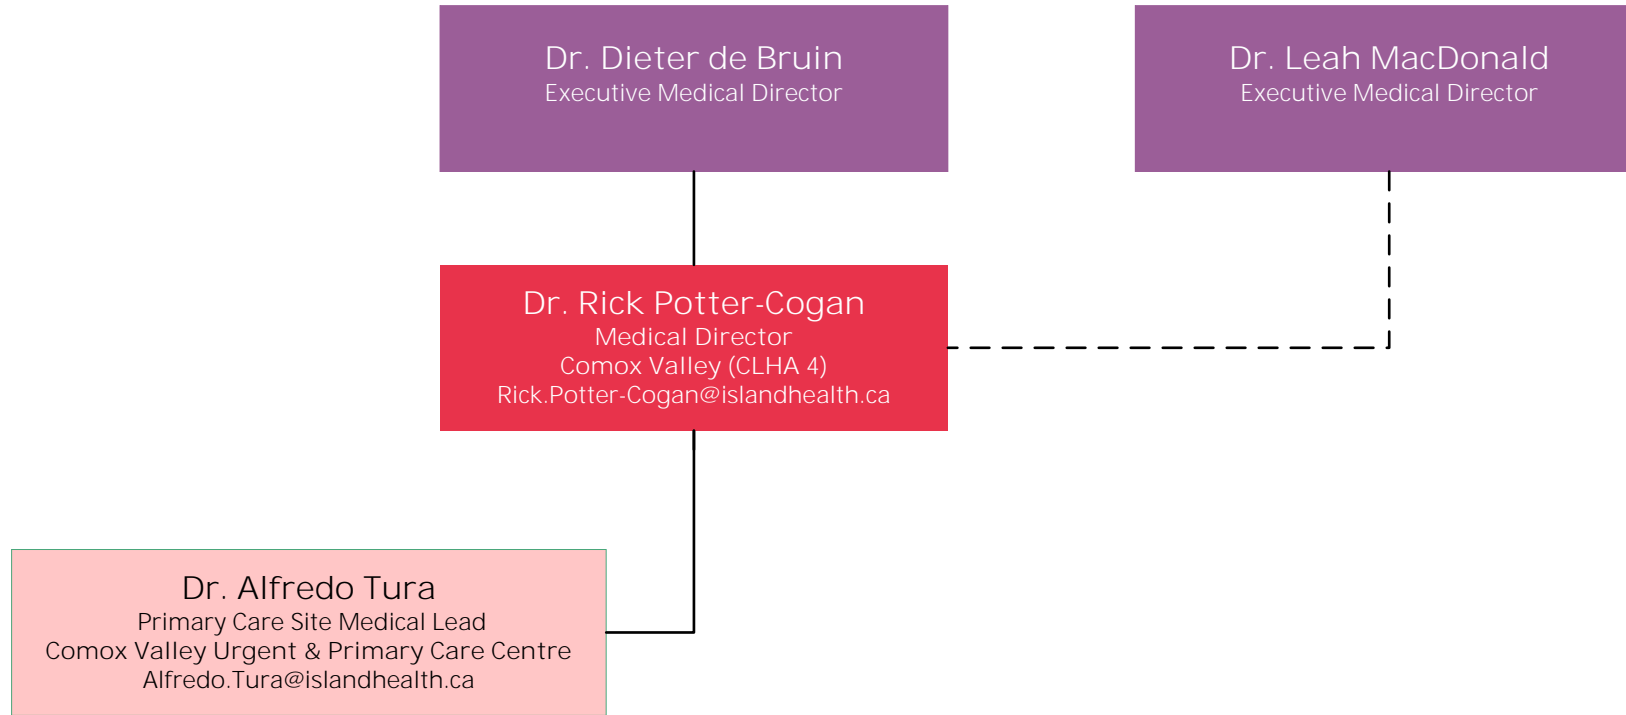 Dr. Dieter de Bruin
Executive Medical Director
Dr. Leah MacDonald
Executive Medical Director
Dr. Rick Potter-Cogan
Medical Director
Comox Valley (CLHA 4)
Rick.Potter-Cogan@islandhealth.ca
Dr. Alfredo Tura
Primary Care Site Medical Lead
Comox Valley Urgent & Primary Care Centre
Alfredo.Tura@islandhealth.ca